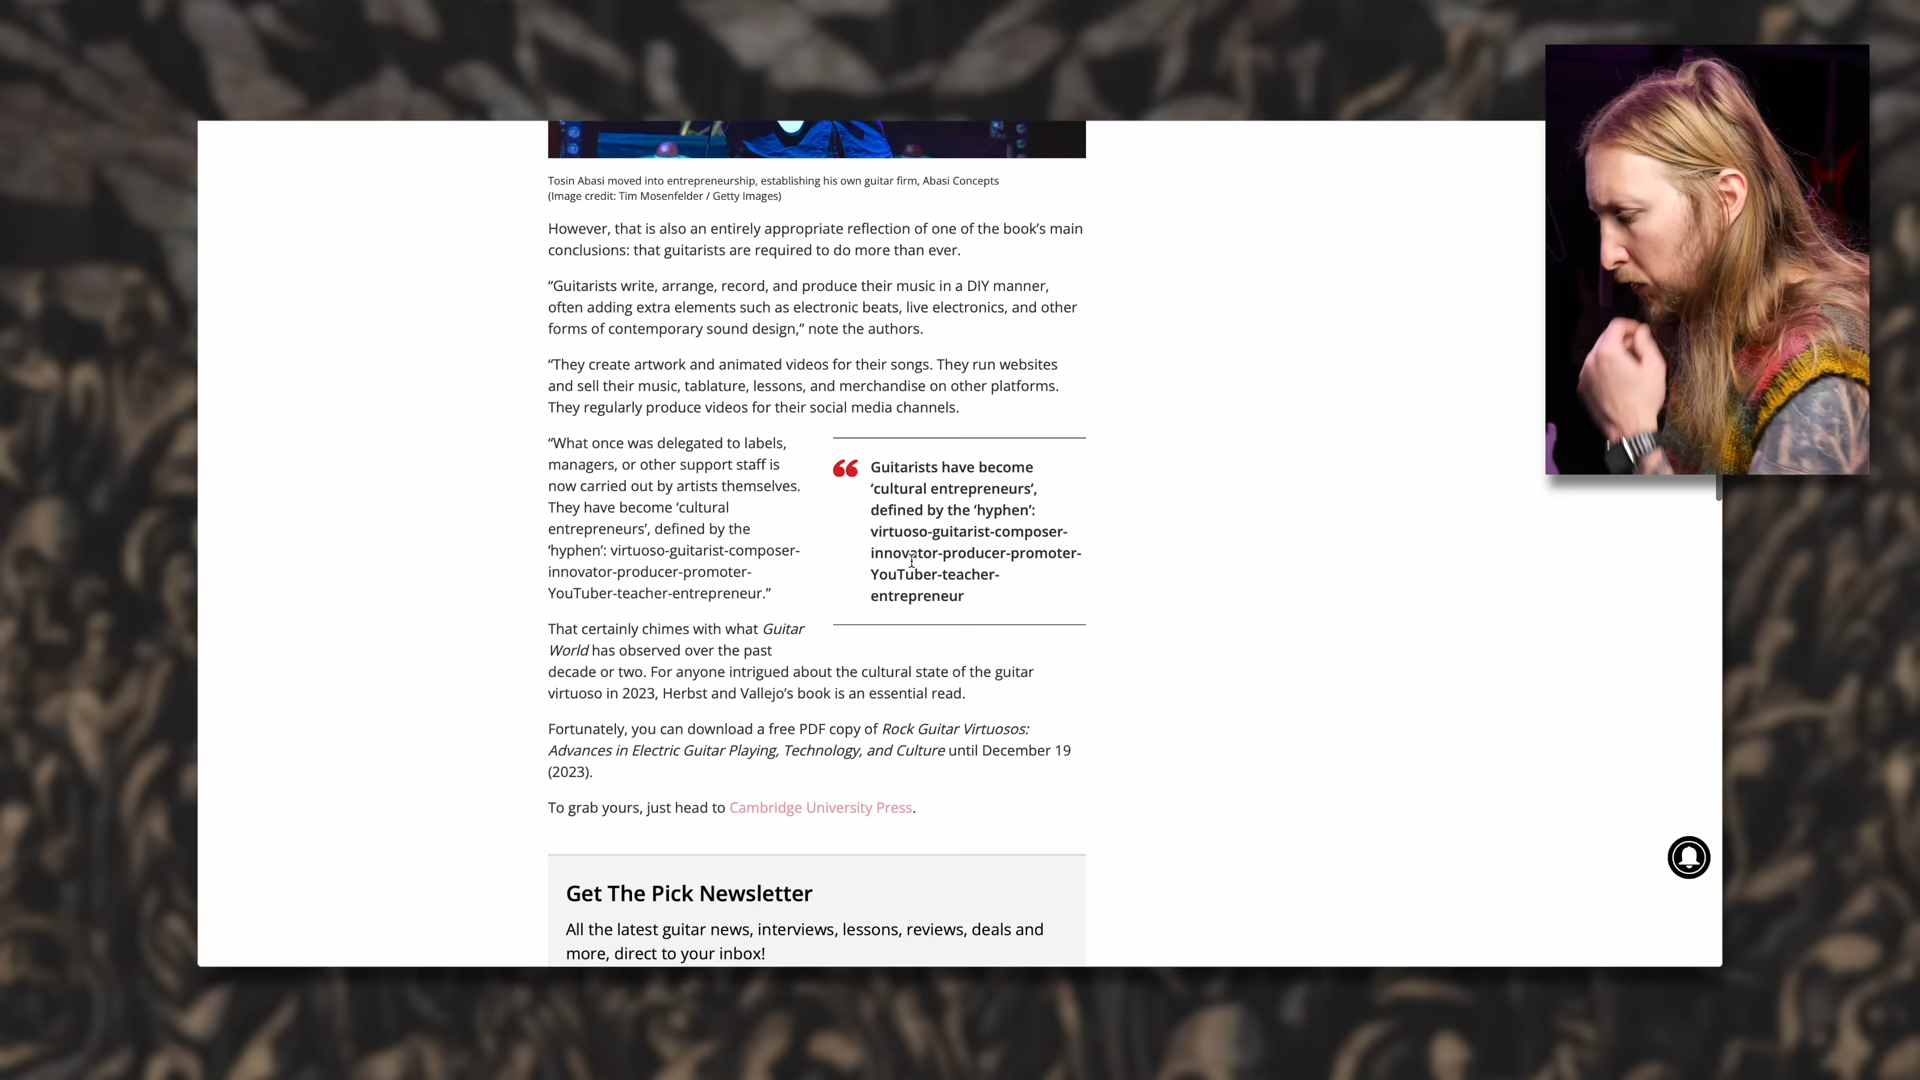 Tosin Abasi moved into entrepreneurship, establishing his own guitar firm, Abasi Concepts
(Image credit: Tim Mosenfelder / Getty Images)
However, that is also an entirely appropriate reflection of one of the book’s main
conclusions: that guitarists are required to do more than ever.
“Guitarists write, arrange, record, and produce their music in a DIY manner,
often adding extra elements such as electronic beats, live electronics, and other
forms of contemporary sound design,” note the authors.
“They create artwork and animated videos for their songs. They run websites
and sell their music, tablature, lessons, and merchandise on other platforms.
They regularly produce videos for their social media channels.
“What once was delegated to labels,
managers, or other support staff is
now carried out by artists themselves.
They have become ‘cultural
entrepreneurs’, defined by the
‘hyphen’: virtuoso-guitarist-composer-
innovator-producer-promoter-
YouTuber-teacher-entrepreneur.”
“
Guitarists have become
‘cultural entrepreneurs’,
defined by the ‘hyphen’:
virtuoso-guitarist-composer-
innovator-producer-promoter-
YouTuber-teacher-
entrepreneur
That certainly chimes with what Guitar
World has observed over the past
decade or two. For anyone intrigued about the cultural state of the guitar
virtuoso in 2023, Herbst and Vallejo’s book is an essential read.
Fortunately, you can download a free PDF copy of Rock Guitar Virtuosos:
Advances in Electric Guitar Playing, Technology, and Culture until December 19
(2023).
To grab yours, just head to Cambridge University Press.
Get The Pick Newsletter
All the latest guitar news, interviews, lessons, reviews, deals and
more, direct to your inbox!